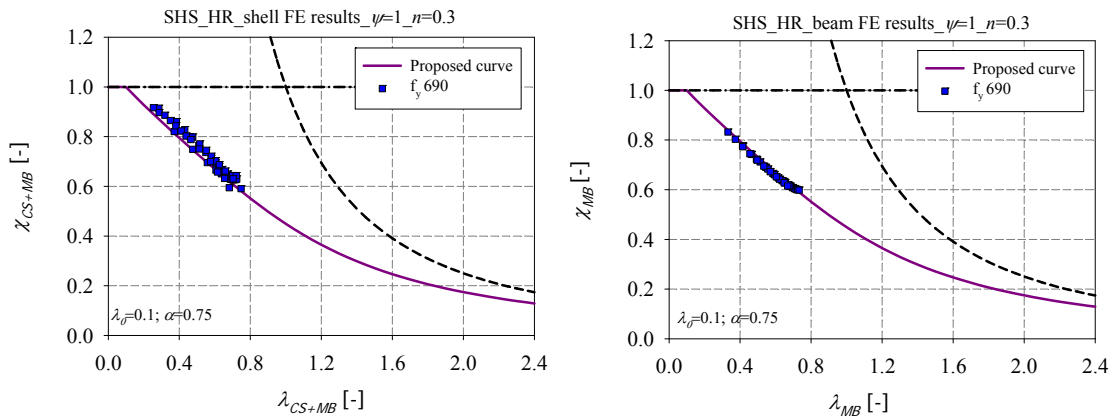 SHS_HR_shell FE results_ψ=1_n=0.3
1.2
1.0
0.8
0.6
0.4
0.2
0.0
χCS+MB [-]
Proposed curve
fy 690
λ0=0.1; α=0.75
0.0 0.4 0.8 1.2 1.6 2.0 2.4
λCS+MB [-]
SHS_HR_beam FE results_ψ=1_n=0.3
1.2
1.0
0.8
0.6
0.4
0.2
0.0
χMB [-]
Proposed curve
fy 690
λ0=0.1; α=0.75
0.0 0.4 0.8 1.2 1.6 2.0 2.4
λMB [-]